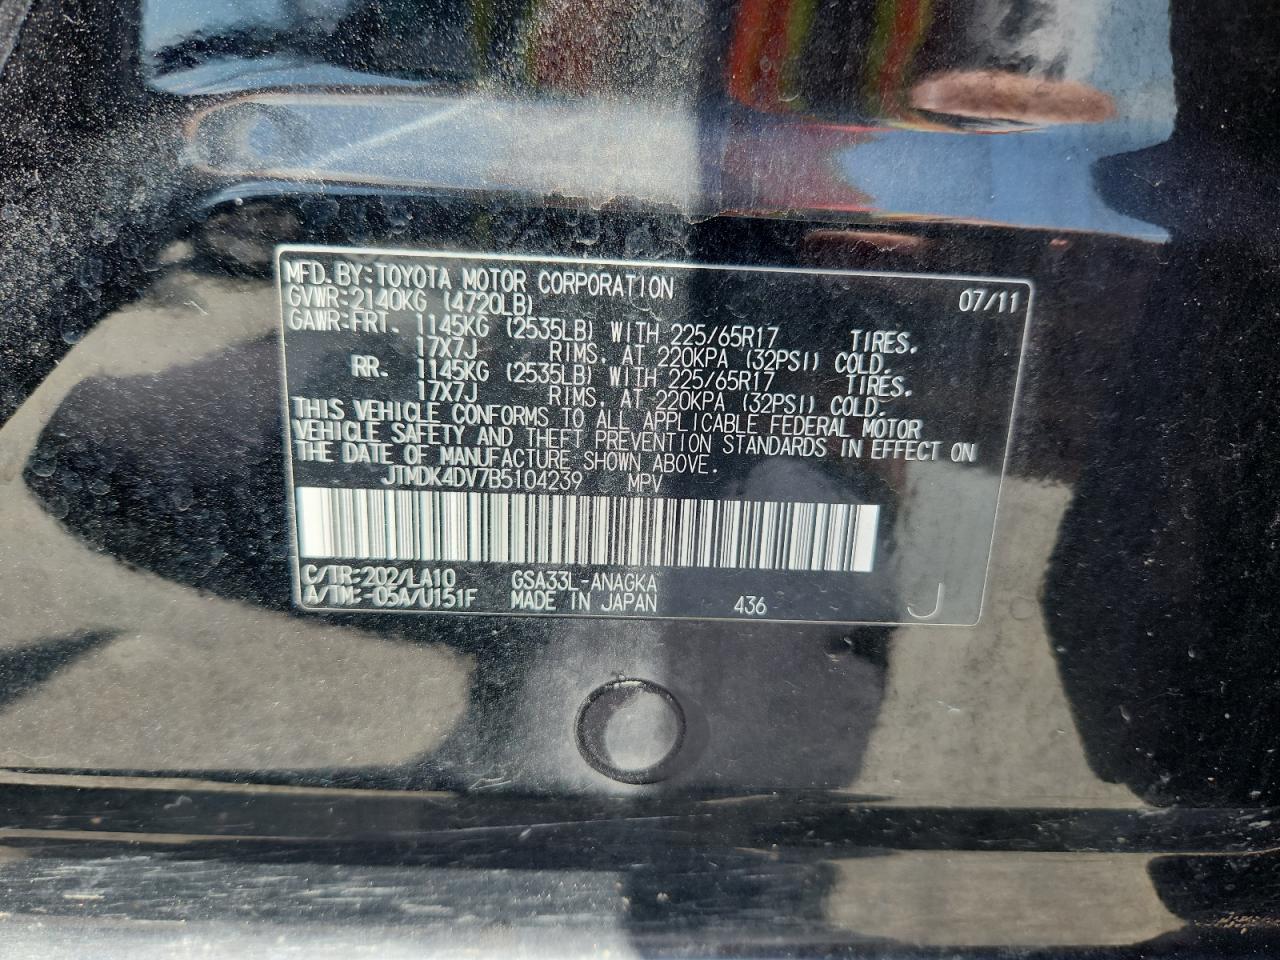 MFD. BY: TOYOTA MOTOR CORPORATION 07/11
GVWR: 2140KG (4720LB)
GAWR: FRT. 1145KG (2535LB) WITH 225/65R17 TIRES.
17X7J RIMS. AT 220KPA (32PSI) COLD.
RR. 1145KG (2535LB) WITH 225/65R17 TIRES.
17X7J RIMS. AT 220KPA (32PSI) COLD.
THIS VEHICLE CONFORMS TO ALL APPLICABLE FEDERAL MOTOR
VEHICLE SAFETY AND THEFT PREVENTION STANDARDS IN EFFECT ON
THE DATE OF MANUFACTURE SHOWN ABOVE.
JTMDK4DV7B5104239 MPV
C/TR: 202/LA10 GSA33L-ANAGKA
A/TM: -05A/U151F MADE IN JAPAN 436 J